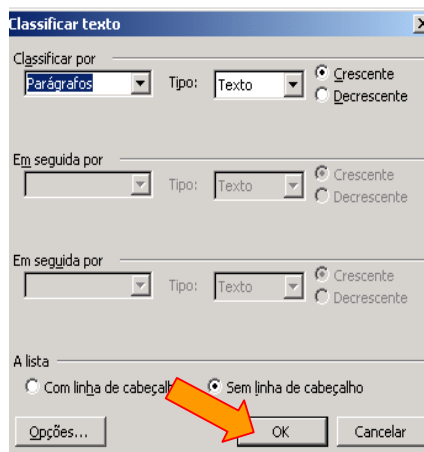 Classificar texto
Classificar por
Parágrafos Tipo: Texto Crescente
Decrescente
Em seguida por
Tipo: Texto Crescente
Decrescente
Em seguida por
Tipo: Texto Crescente
Decrescente
A lista
Com linha de cabeçalh Sem linha de cabeçalho
Opções... OK Cancelar